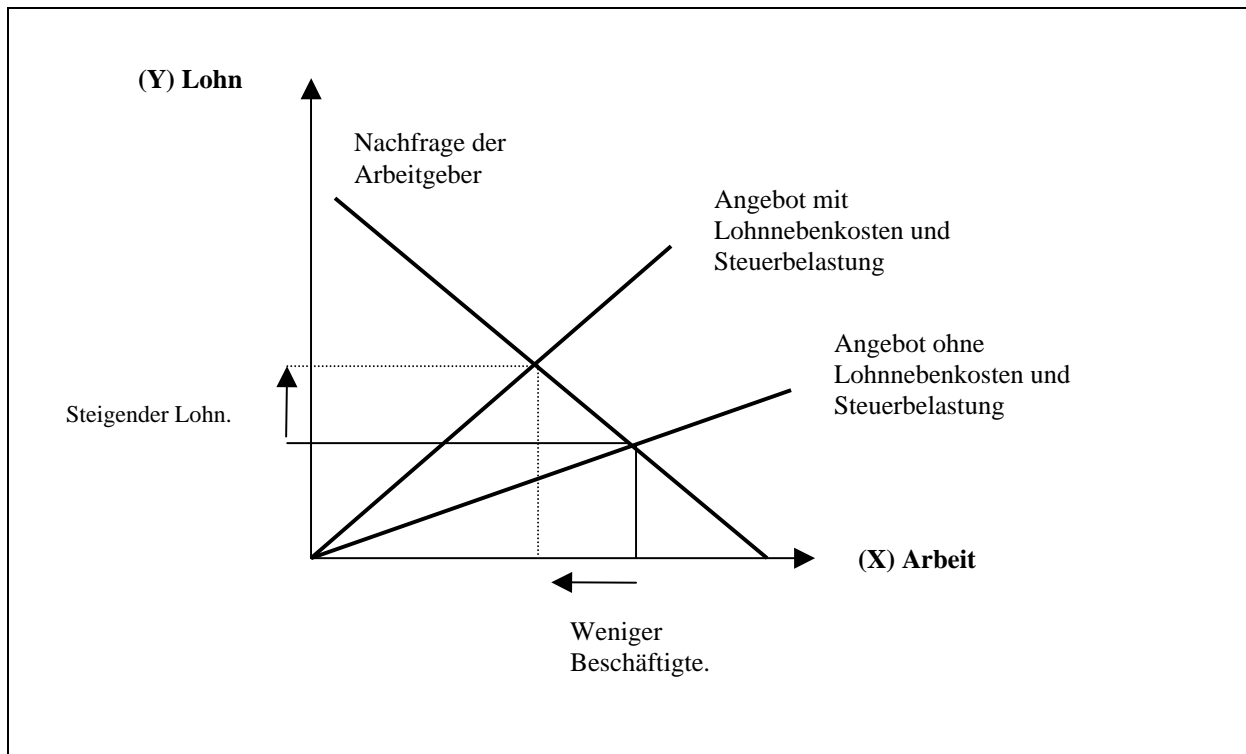 (Y) Lohn
Nachfrage der
Arbeitgeber
Angebot mit
Lohnnebenkosten und
Steuerbelastung
Angebot ohne
Lohnnebenkosten und
Steuerbelastung
Steigender Lohn.
(X) Arbeit
Weniger
Beschäftigte.